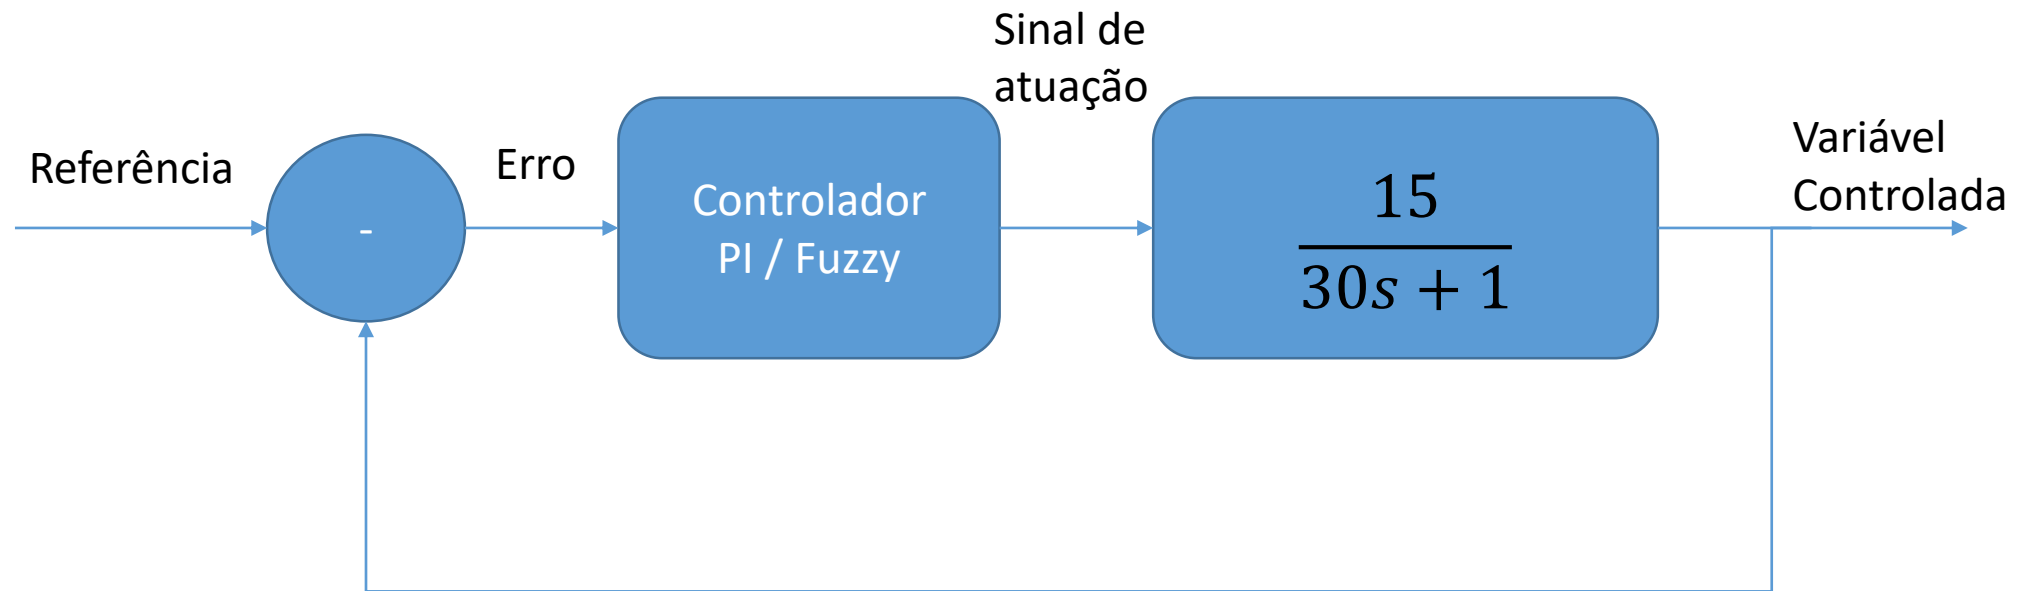 Referência
-
Erro
Controlador
PI / Fuzzy
Sinal de
atuação
15
30s + 1
Variável
Controlada